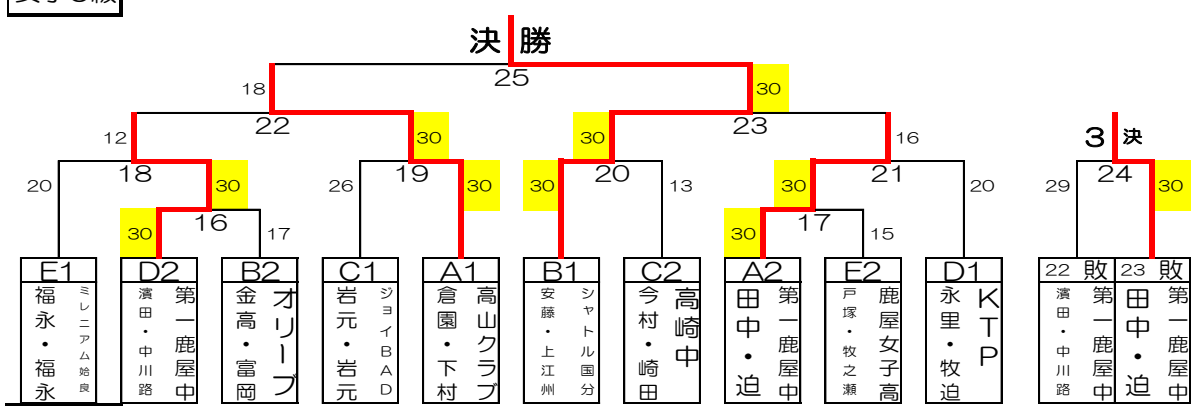 決勝
25
18
30
22
23
12
30
30
16
3決
18
19
20
21
24
20
30
26
30
30
13
30
20
29
30
16
17
30
17
30
15
E1
D2
B2
C1
A1
B1
C2
A2
E2
D1
22 敗
23 敗
ミレニアム姶良
福永・福永
第一鹿屋中
濱田・中川路
オリーブ
金高・富岡
ジョイBAD
岩元・岩元
高山クラブ
倉園・下村
シャトル国分
安藤・上江州
高崎中
今村・崎田
第一鹿屋中
田中・迫
鹿屋女子高
戸塚・牧之瀬
KTP
永里・牧迫
第一鹿屋中
濱田・中川路
第一鹿屋中
田中・迫